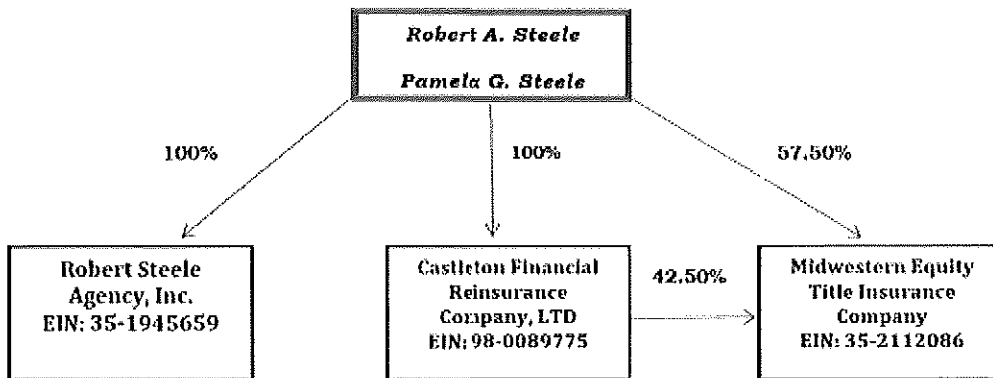 Robert A. Steele
Pamela G. Steele
100%
100%
57.50%
Robert Steele
Agency, Inc.
EIN: 35-1945659
Castleton Financial
Reinsurance
Company, LTD
EIN: 98-0089775
42.50%
Midwestern Equity
Title Insurance
Company
EIN: 35-2112086